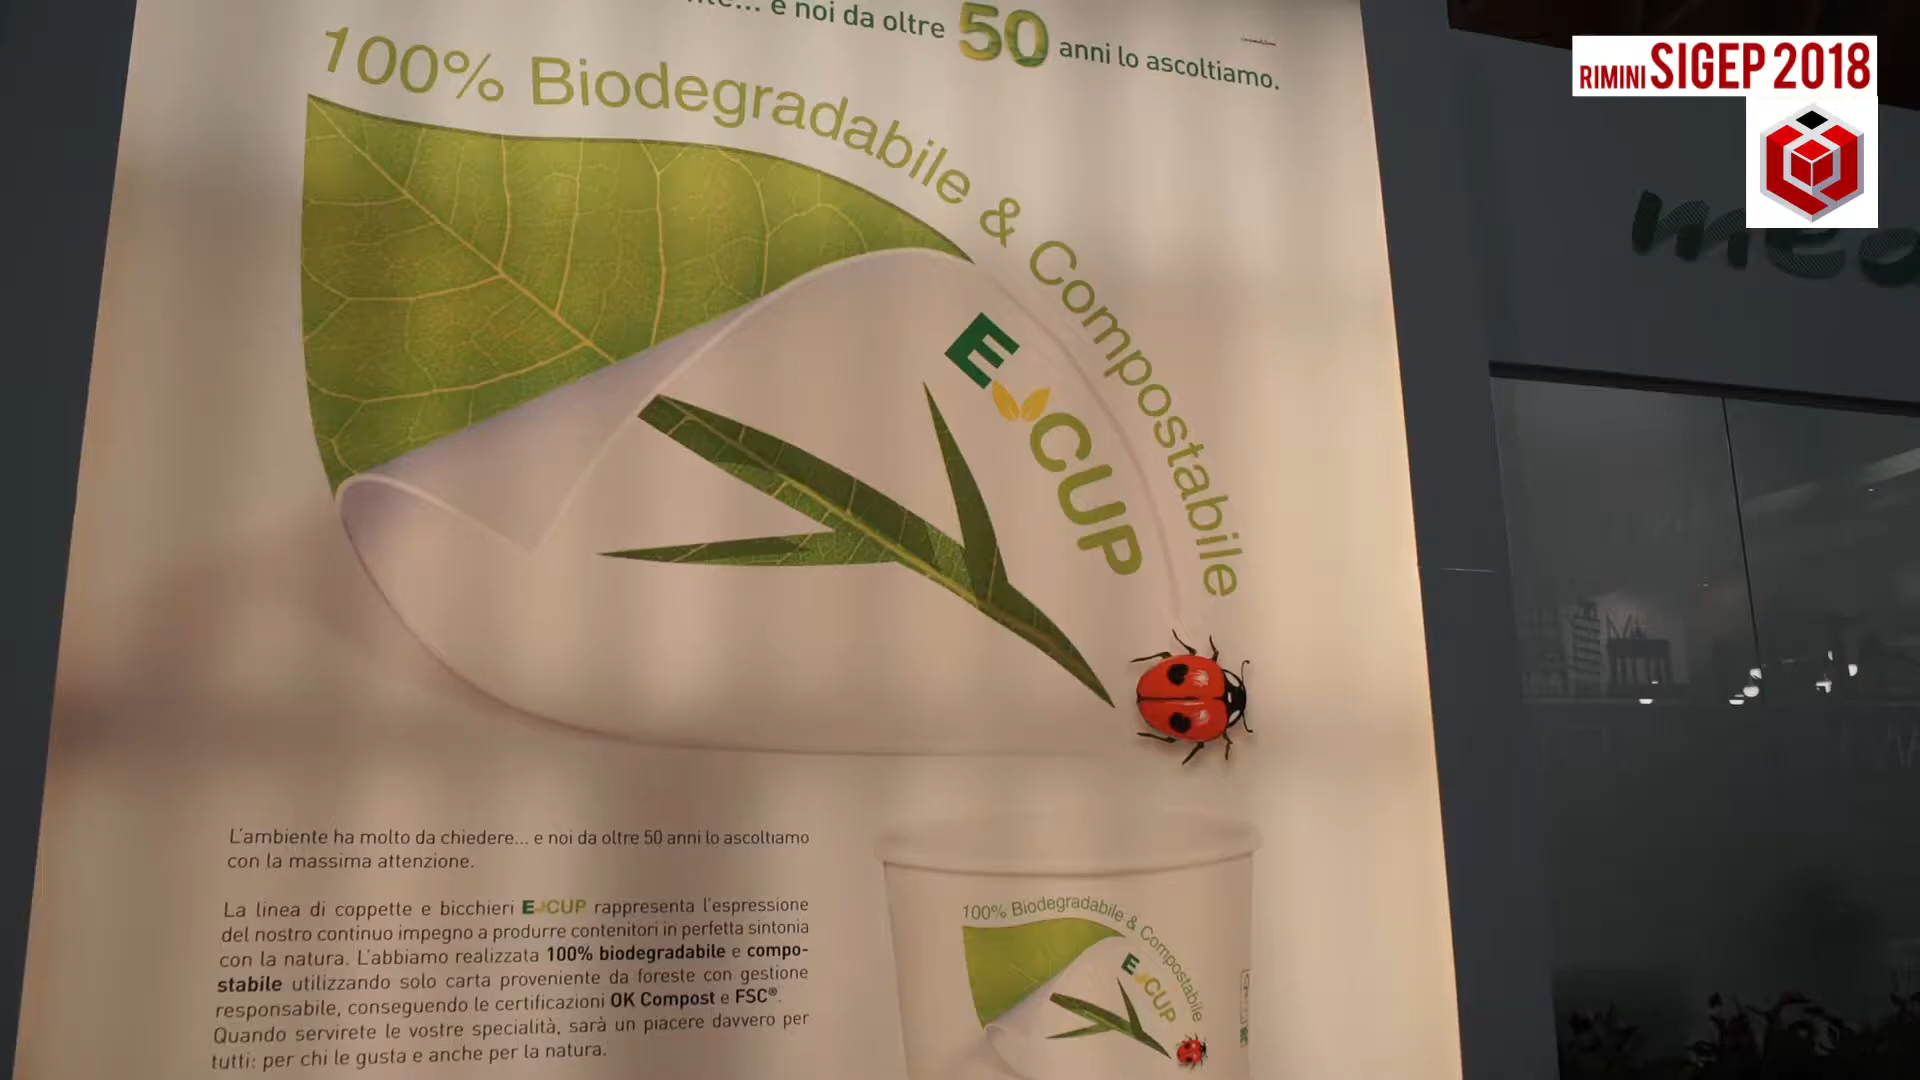 e noi da oltre 50 anni lo ascoltiamo.
RIMINI SIGEP 2018
100% Biodegradabile & Compostabile
E CUP
L'ambiente ha molto da chiedere... e noi da oltre 50 anni lo ascoltiamo
con la massima attenzione.
La linea di coppette e bicchieri E CUP rappresenta l'espressione
del nostro continuo impegno a produrre contenitori in perfetta sintonia
con la natura. L'abbiamo realizzata 100% biodegradabile e compo-
stabile utilizzando solo carta proveniente da foreste con gestione
responsabile, conseguendo le certificazioni OK Compost e FSC®.
Quando servirete le vostre specialità, sarà un piacere davvero per
tutti: per chi le gusta e anche per la natura.
100% Biodegradabile & Compostabile
E CUP